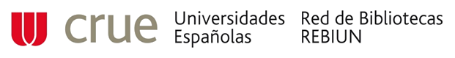 crue
Universidades
Españolas
Red de Bibliotecas
REBIUN